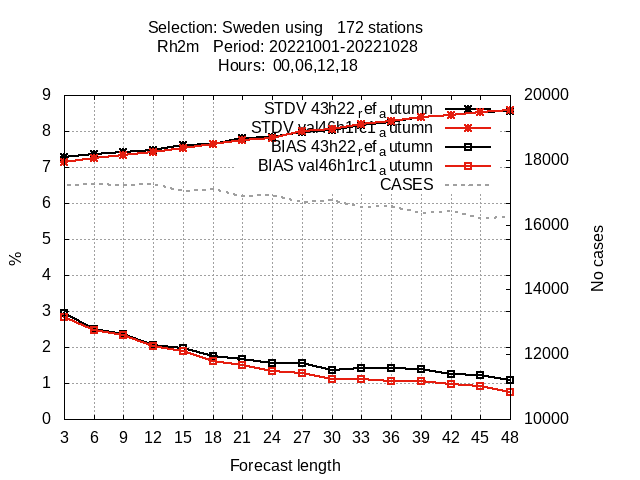 Selection: Sweden using   172 stations
Rh2m   Period: 20221001-20221028
Hours:  00,06,12,18
STDV 43h22_ref_autumn
STDV val46h1rc1_autumn
BIAS 43h22_ref_autumn
BIAS val46h1rc1_autumn
CASES
9
8
7
6
5
4
3
2
1
0
%
20000
18000
16000
14000
12000
10000
No cases
3 6 9 12 15 18 21 24 27 30 33 36 39 42 45 48
Forecast length